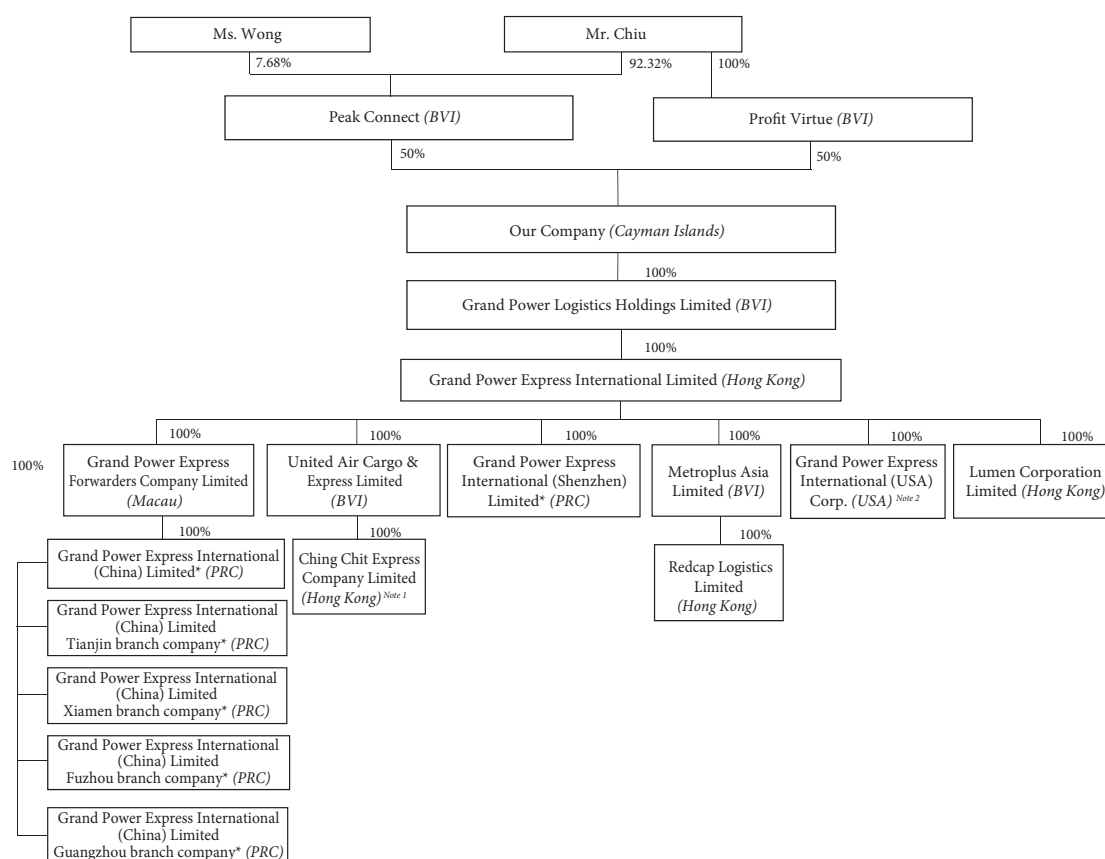 Ms. Wong
Mr. Chiu
7.68%
92.32%
100%
Peak Connect (BVI)
Profit Virtue (BVI)
50%
50%
Our Company (Cayman Islands)
100%
Grand Power Logistics Holdings Limited (BVI)
100%
Grand Power Express International Limited (Hong Kong)
100%
100%
100%
100%
100%
100%
100%
Grand Power Express
Forwarders Company Limited
(Macau)
United Air Cargo &
Express Limited
(BVI)
Grand Power Express
International (Shenzhen)
Limited* (PRC)
Metroplus Asia
Limited (BVI)
Grand Power Express
International (USA)
Corp. (USA) Note 2
Lumen Corporation
Limited (Hong Kong)
100%
100%
100%
Grand Power Express International
(China) Limited* (PRC)
Ching Chit Express
Company Limited
(Hong Kong) Note 1
Redcap Logistics
Limited
(Hong Kong)
Grand Power Express International
(China) Limited
Tianjin branch company* (PRC)
Grand Power Express International
(China) Limited
Xiamen branch company* (PRC)
Grand Power Express International
(China) Limited
Fuzhou branch company* (PRC)
Grand Power Express International
(China) Limited
Guangzhou branch company* (PRC)